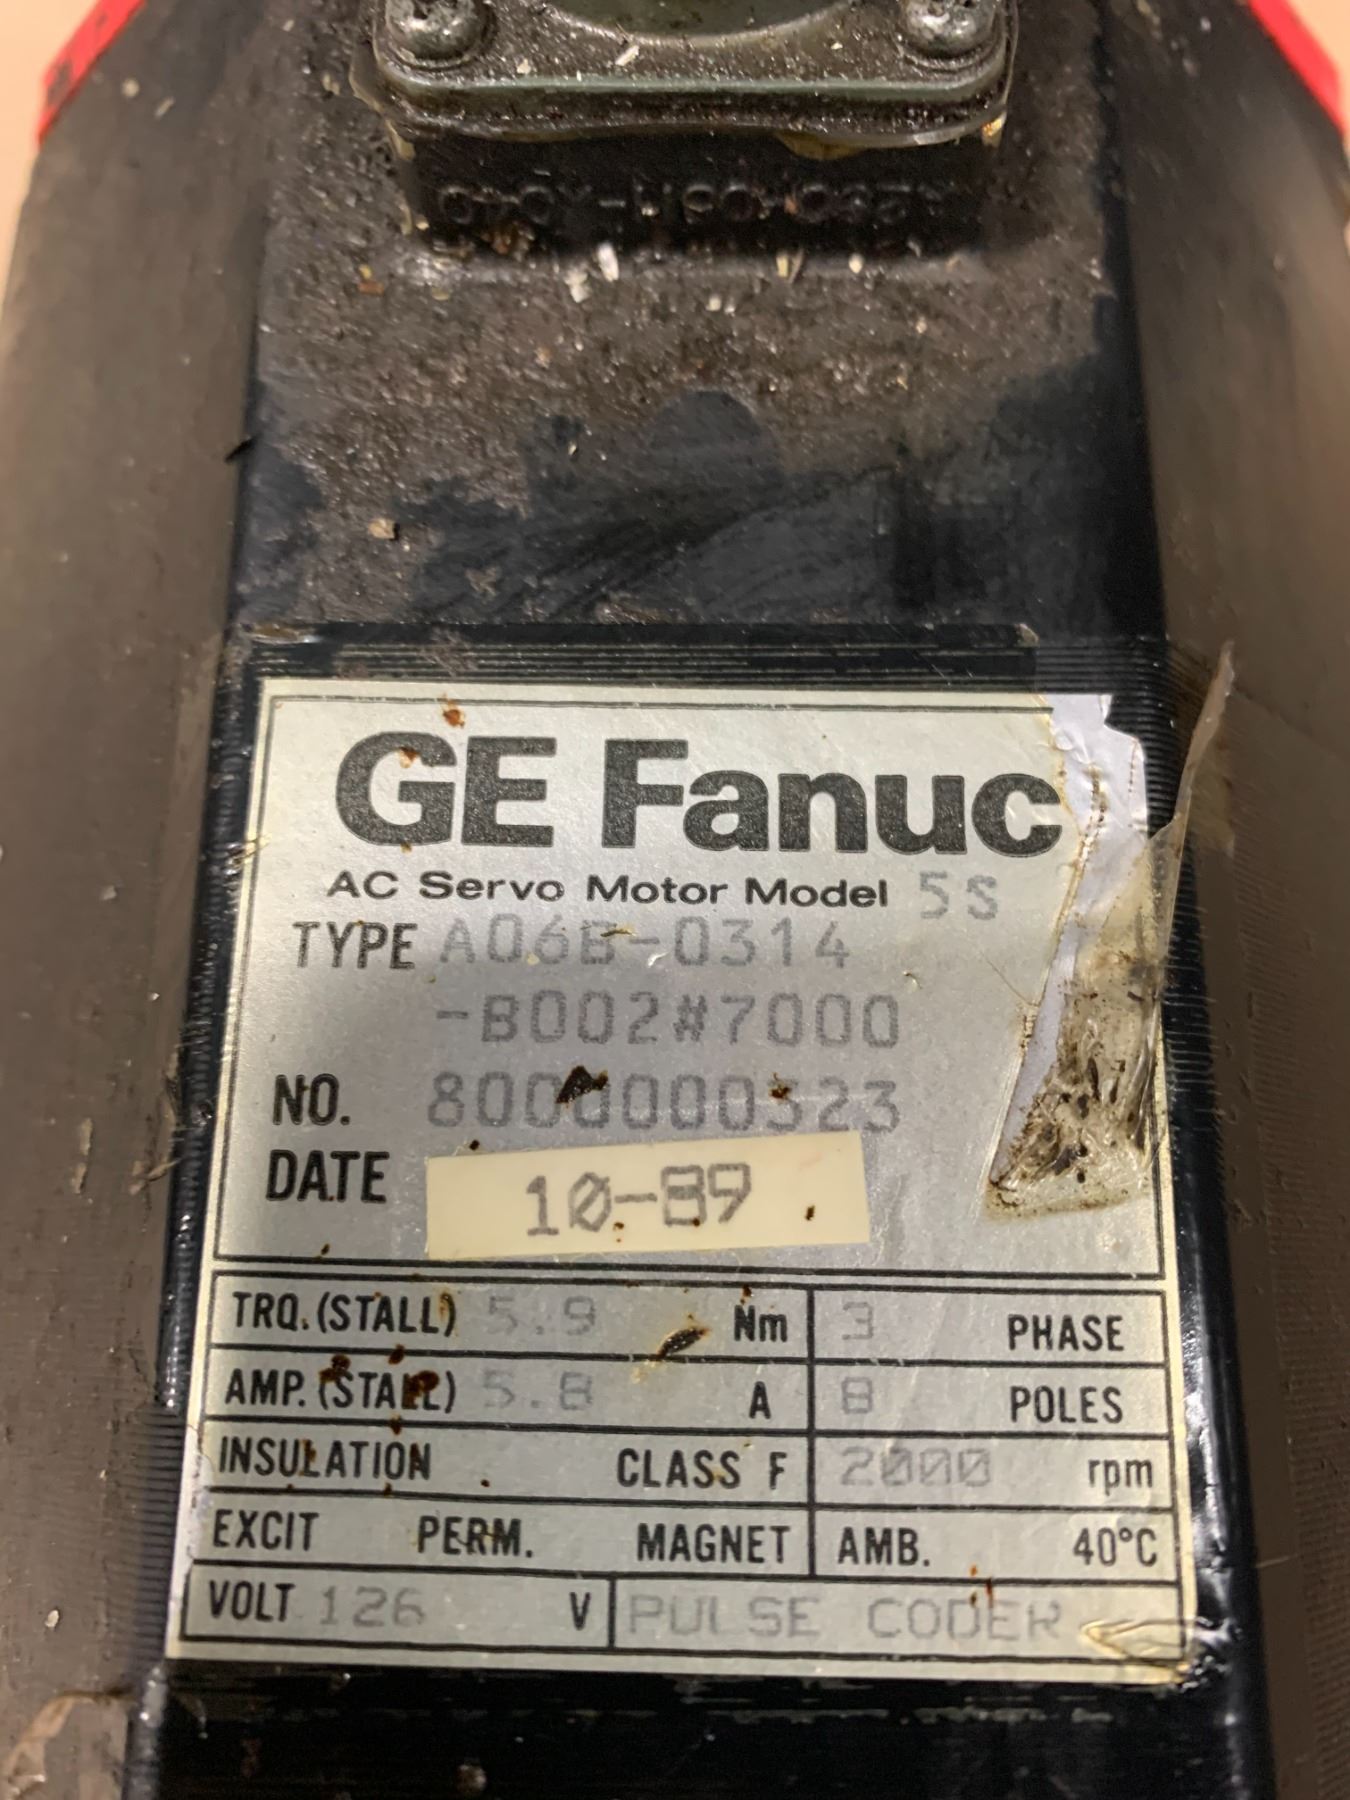 GE Fanuc
AC Servo Motor Model 5S
TYPE A06B-0314
-B002#7000
NO. 8000000323
DATE 10-89
TRQ.(STALL) 5.9 Nm 3 PHASE
AMP.(STALL) 5.8 A 8 POLES
INSULATION CLASS F 2000 rpm
EXCIT PERM. MAGNET AMB. 40°C
VOLT 126 V PULSE CODER